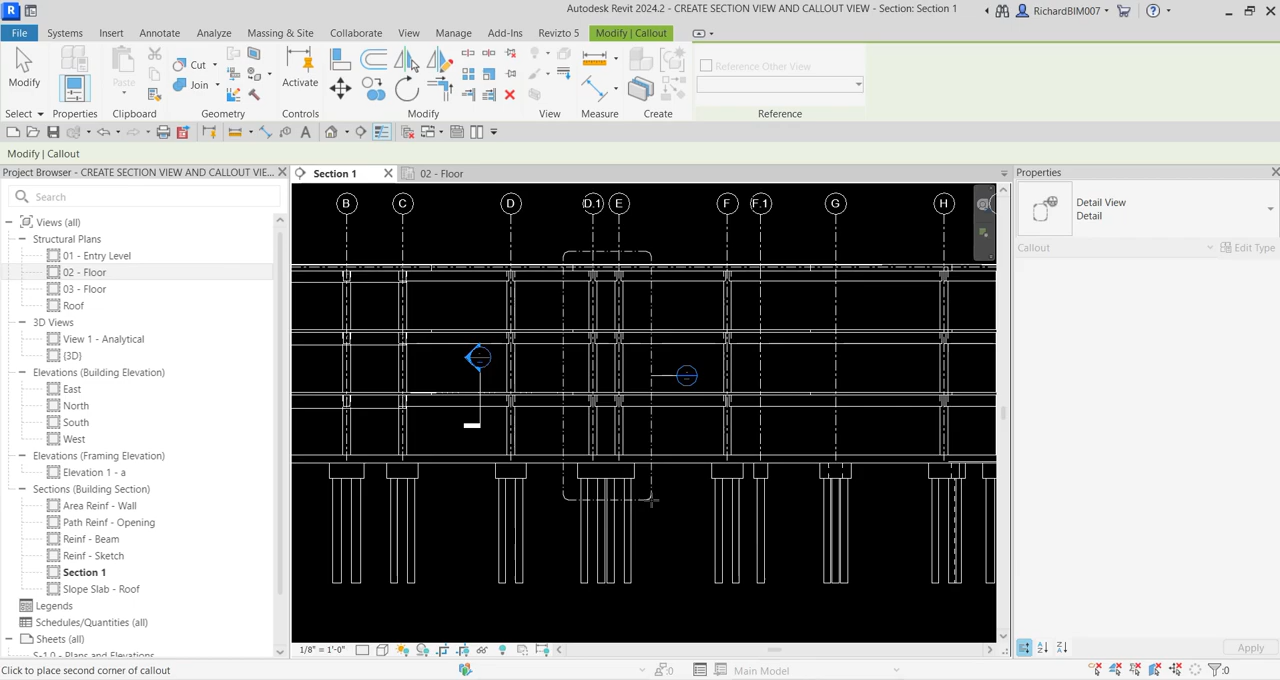 Autodesk Revit 2024.2 - CREATE SECTION VIEW AND CALLOUT VIEW - Section: Section 1
RichardBIM007
File Systems Insert Annotate Analyze Massing & Site Collaborate View Manage Add-Ins Revizto 5 Modify | Callout
Modify
Paste
Cut
Join
Activate
Reference Other View
Select Properties Clipboard Geometry Controls Modify View Measure Create Reference
Modify | Callout
Project Browser - CREATE SECTION VIEW AND CALLOUT VIE...
Search
Views (all)
Structural Plans
01 - Entry Level
02 - Floor
03 - Floor
Roof
3D Views
View 1 - Analytical
{3D}
Elevations (Building Elevation)
East
North
South
West
Elevations (Framing Elevation)
Elevation 1 - a
Sections (Building Section)
Area Reinf - Wall
Path Reinf - Opening
Reinf - Beam
Reinf - Sketch
Section 1
Slope Slab - Roof
Legends
Schedules/Quantities (all)
Sheets (all)
S-1.0 - Plans and Elevations
Section 1
02 - Floor
B C D D.1 E F F.1 G H
1/8" = 1'-0"
Properties
Detail View
Detail
Callout
Edit Type
Apply
Click to place second corner of callout
:0
Main Model
:0